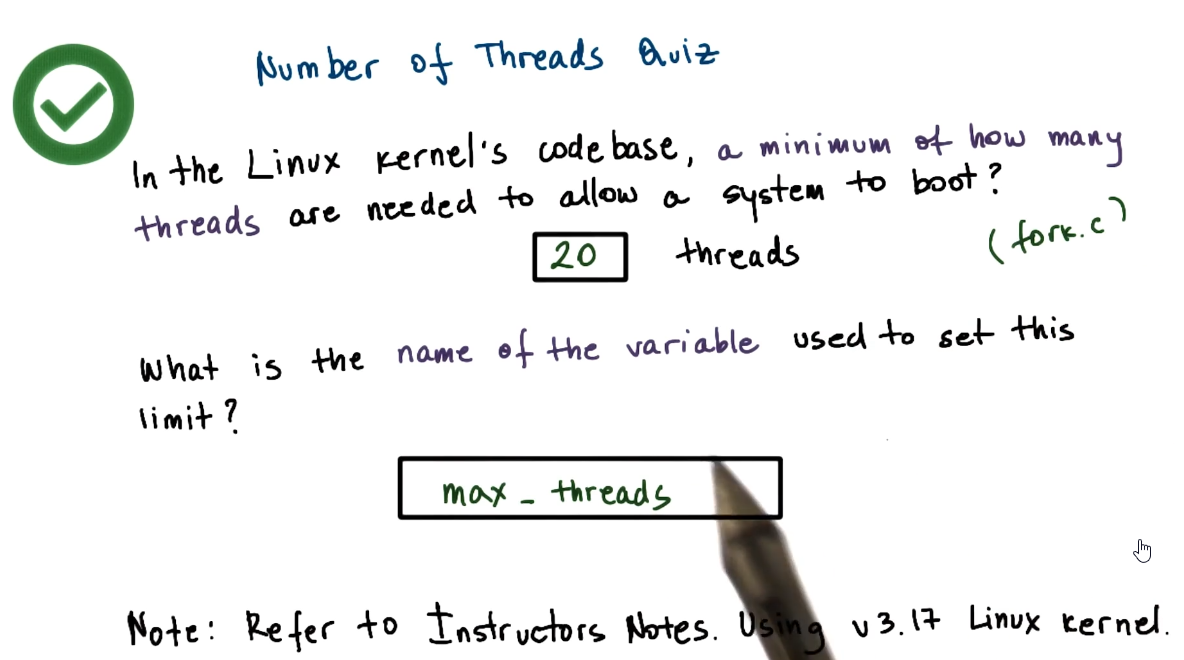 Number of Threads Quiz
In the Linux kernel's codebase, a minimum of how many
threads are needed to allow a system to boot?
(fork.c)
20 threads
What is the name of the variable used to set this
limit?
max_threads
Note: Refer to Instructors Notes. Using v3.17 Linux kernel.